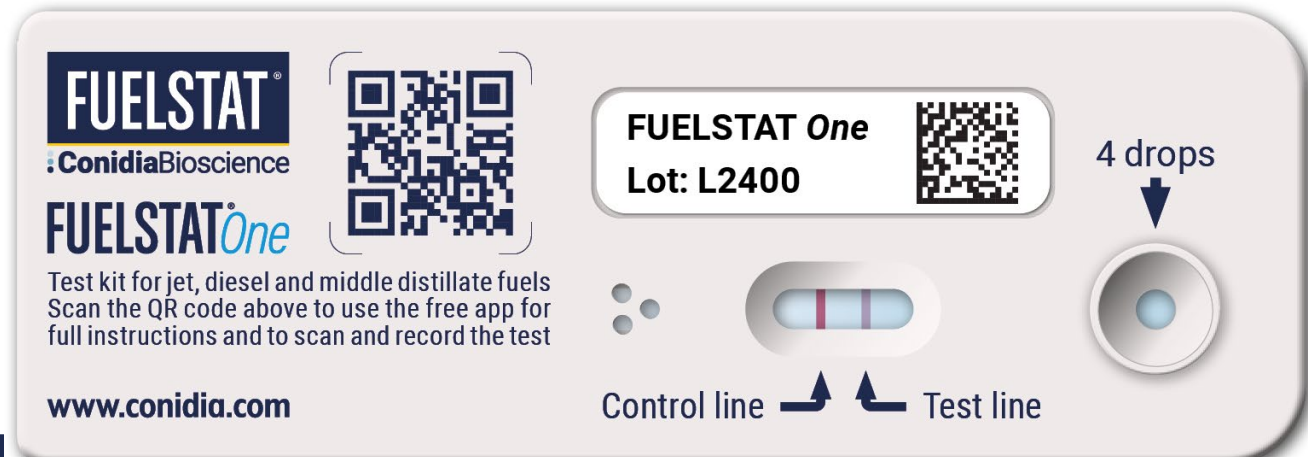 FUELSTAT®
ConidiaBioscience
FUELSTAT® One
Test kit for jet, diesel and middle distillate fuels
Scan the QR code above to use the free app for
full instructions and to scan and record the test
www.conidia.com
FUELSTAT One
Lot: L2400
4 drops
Control line
Test line